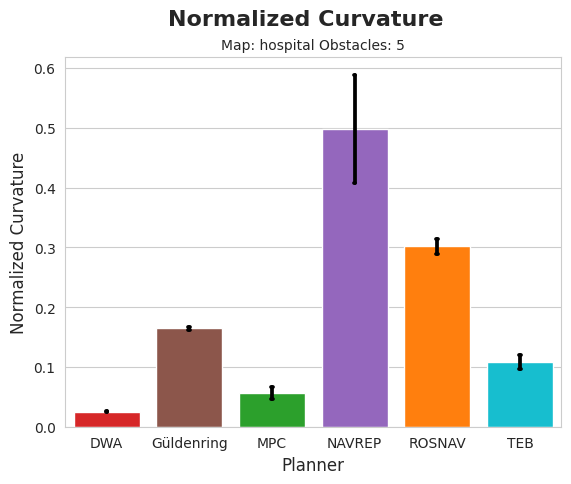 Normalized Curvature
Map: hospital Obstacles: 5
Normalized Curvature
0.6
0.5
0.4
0.3
0.2
0.1
0.0
DWA Güldenring MPC NAVREP ROSNAV TEB
Planner